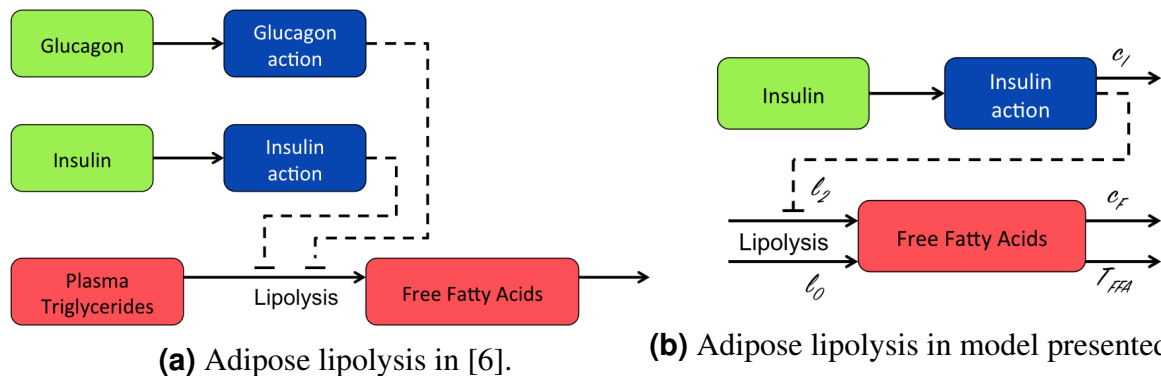 Glucagon
Glucagon
action
Insulin
Insulin
action
Plasma
Triglycerides
Lipolysis
Free Fatty Acids
(a) Adipose lipolysis in [6].
Insulin
Insulin
action
c_I
ℓ_2
Lipolysis
ℓ_0
Free Fatty Acids
c_F
T_FFA
(b) Adipose lipolysis in model presented